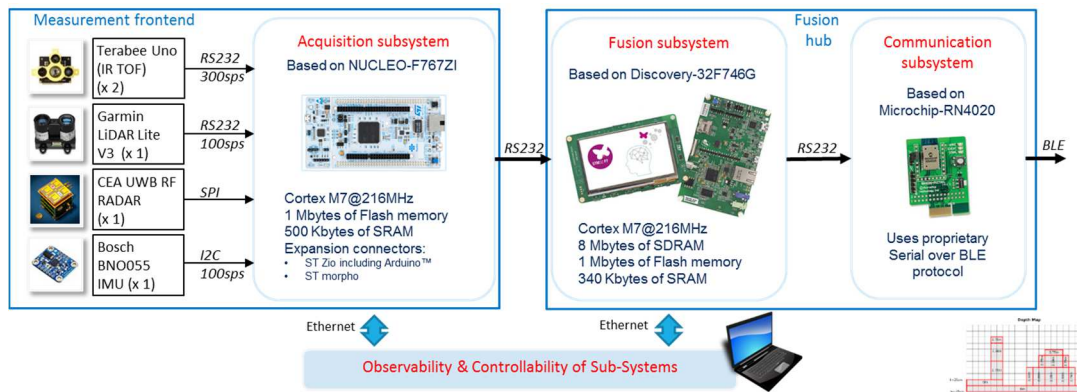 Measurement frontend
Terabee Uno
(IR TOF)
(x 2)
RS232
300sps
Garmin
LiDAR Lite
V3 (x 1)
RS232
100sps
CEA UWB RF
RADAR
(x 1)
SPI
Bosch
BNO055
IMU (x 1)
I2C
100sps
Acquisition subsystem
Based on NUCLEO-F767ZI
Cortex M7@216MHz
1 Mbytes of Flash memory
500 Kbytes of SRAM
Expansion connectors:
• ST Zio including Arduino™
• ST morpho
RS232
Fusion subsystem
Based on Discovery-32F746G
Cortex M7@216MHz
8 Mbytes of SDRAM
1 Mbytes of Flash memory
340 Kbytes of SRAM
Fusion
hub
RS232
Communication
subsystem
Based on
Microchip-RN4020
Uses proprietary
Serial over BLE
protocol
BLE
Ethernet
Ethernet
Observability & Controllability of Sub-Systems
Depth Map